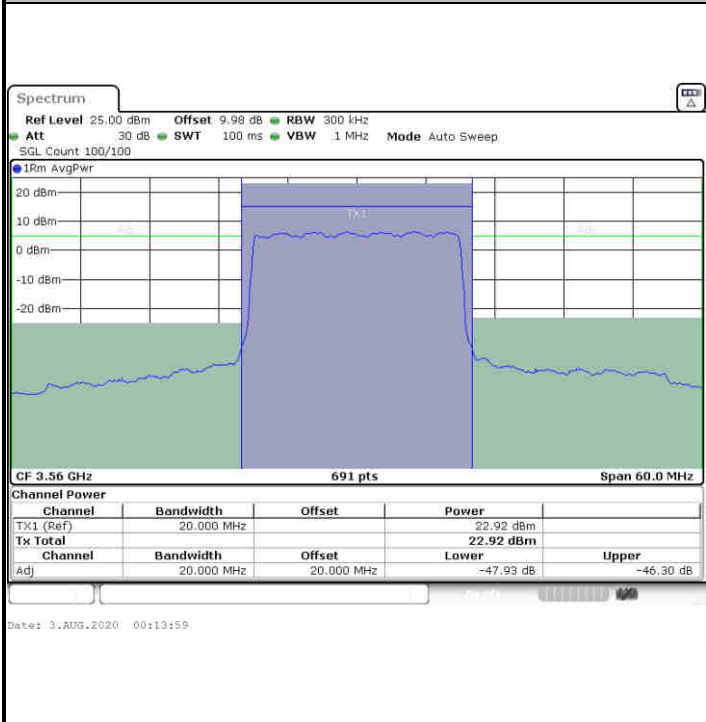 Spectrum
Ref Level 25.00 dBm Offset 9.98 dB RBW 300 kHz
Att 30 dB SWT 100 ms VBW 1 MHz Mode Auto Sweep
SGL Count 100/100
1Rm AvgPwr
20 dBm
TX1
10 dBm
Adj Adj
0 dBm
-10 dBm
-20 dBm
CF 3.56 GHz 691 pts Span 60.0 MHz
Channel Power
Channel Bandwidth Offset Power
TX1 (Ref) 20.000 MHz 22.92 dBm
Tx Total 22.92 dBm
Channel Bandwidth Offset Lower Upper
Adj 20.000 MHz 20.000 MHz -47.93 dB -46.30 dB
Ready
Date: 3.AUG.2020 00:13:59